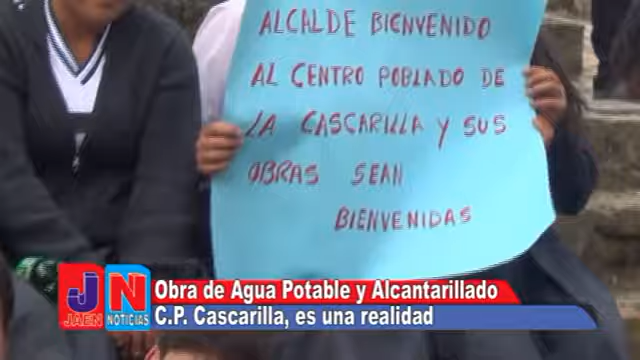 ALCALDE BIENVENIDO
AL CENTRO POBLADO DE
LA CASCARILLA Y SUS
OBRAS SEAN
BIENVENIDAS
JN
JAEN NOTICIAS
Obra de Agua Potable y Alcantarillado
C.P. Cascarilla, es una realidad